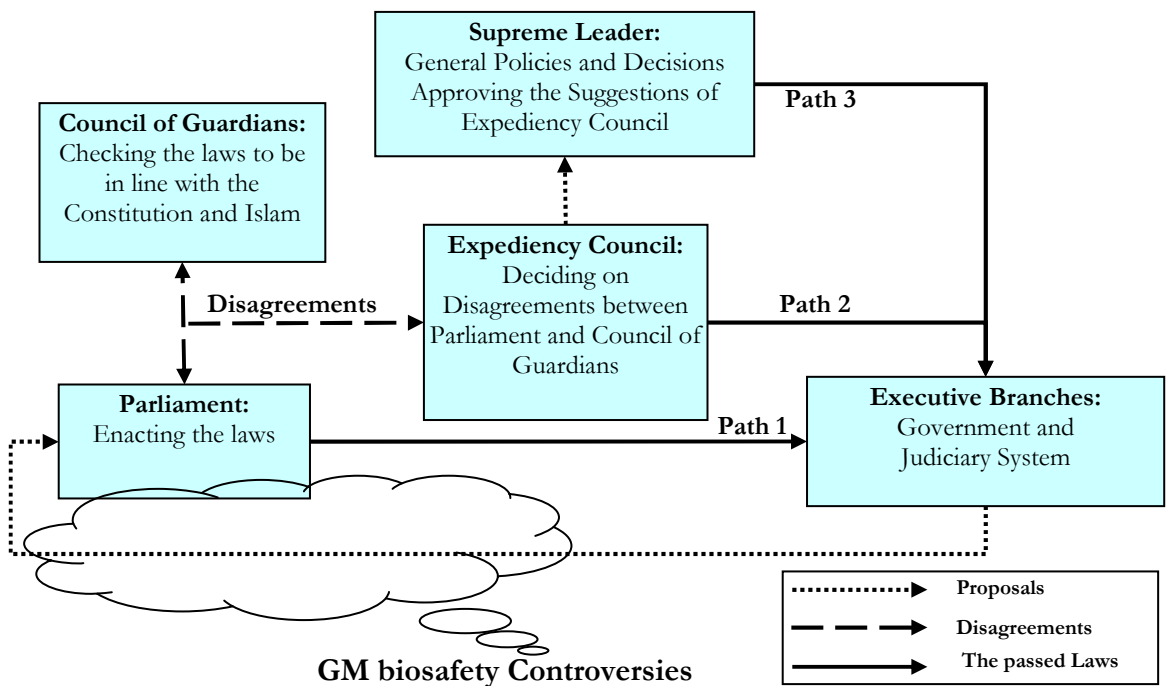 Supreme Leader:
General Policies and Decisions
Approving the Suggestions of
Expediency Council
Path 3
Council of Guardians:
Checking the laws to be
in line with the
Constitution and Islam
Expediency Council:
Deciding on
Disagreements between
Parliament and Council of
Guardians
Disagreements
Path 2
Parliament:
Enacting the laws
Path 1
Executive Branches:
Government and
Judiciary System
Proposals
Disagreements
The passed Laws
GM biosafety Controversies